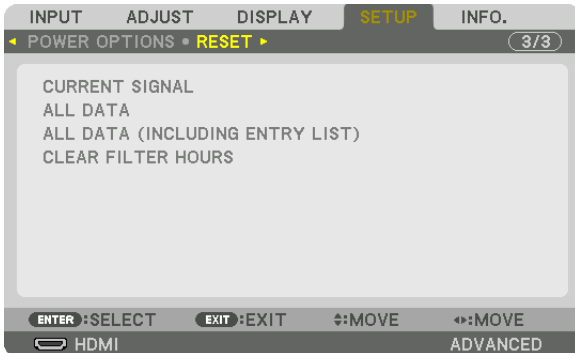 INPUT ADJUST DISPLAY SETUP INFO.
◄ POWER OPTIONS • RESET ► 3/3
CURRENT SIGNAL
ALL DATA
ALL DATA (INCLUDING ENTRY LIST)
CLEAR FILTER HOURS
ENTER :SELECT EXIT :EXIT ⬍:MOVE ⬌:MOVE
HDMI ADVANCED